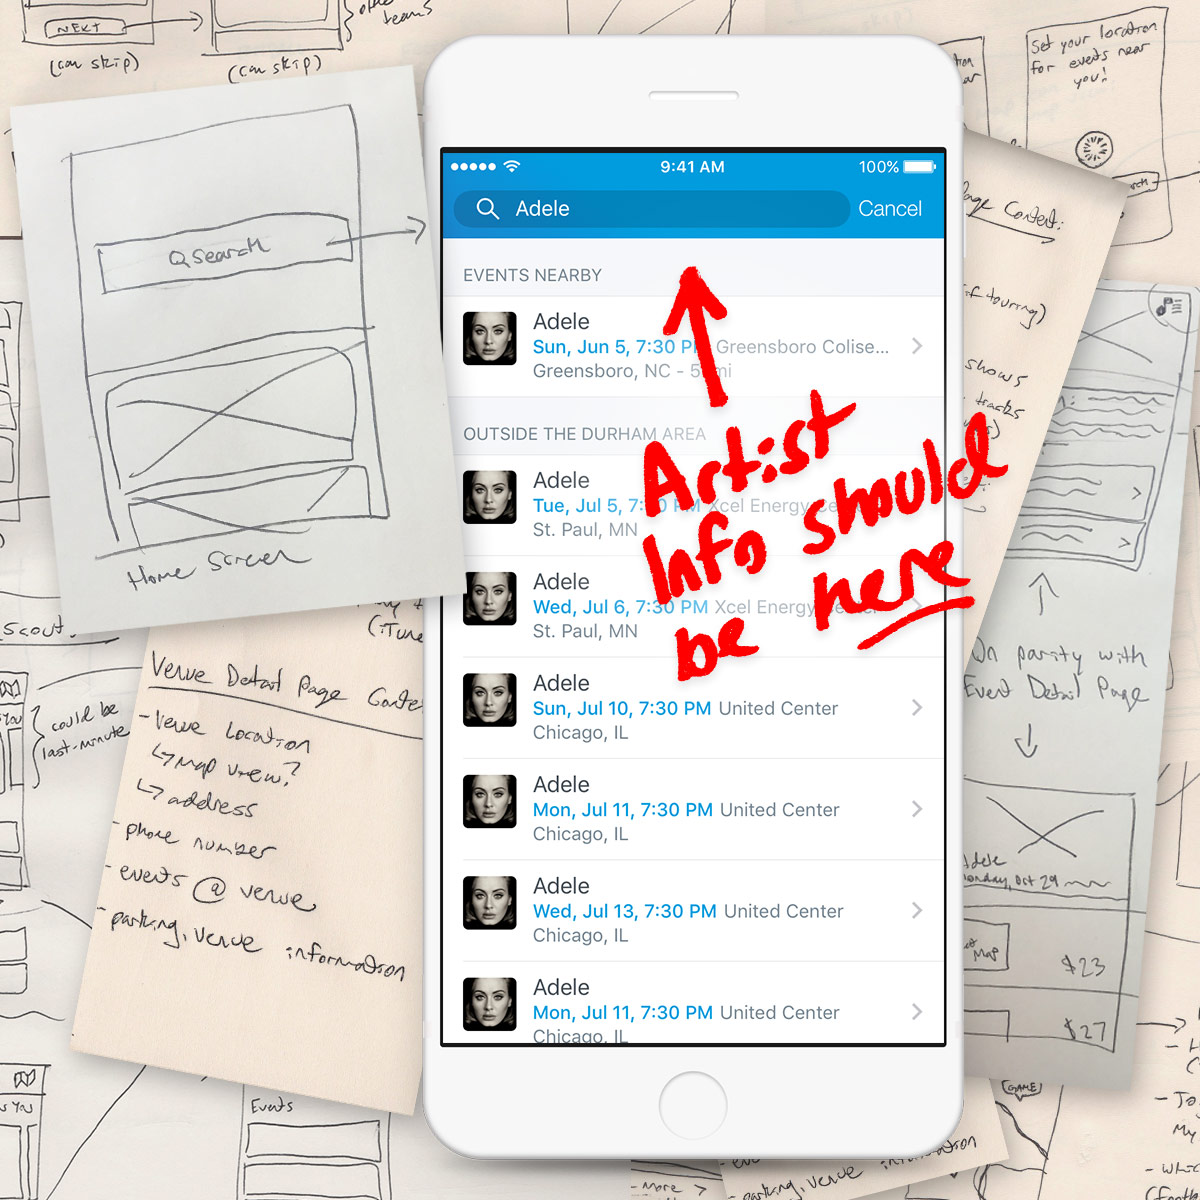 NEXT
(can skip)
(can skip)
other
teams
Set your location
for events near
you!
Search
Home Screen
9:41 AM
100%
Adele
Cancel
EVENTS NEARBY
Adele
Sun, Jun 5, 7:30 PM Greensboro Colise...
Greensboro, NC - 5 mi
OUTSIDE THE DURHAM AREA
Adele
Tue, Jul 5, 7:30 PM Xcel Energy Cente
St. Paul, MN
Adele
Wed, Jul 6, 7:30 PM Xcel Energy Center
St. Paul, MN
Adele
Sun, Jul 10, 7:30 PM United Center
Chicago, IL
Adele
Mon, Jul 11, 7:30 PM United Center
Chicago, IL
Adele
Wed, Jul 13, 7:30 PM United Center
Chicago, IL
Adele
Mon, Jul 11, 7:30 PM United Center
Chicago, IL
Artist
Info should
be here
Page Content:
if touring)
shows
tracks
On parity with
Event Detail Page
Adele
Monday, Oct 29
Map
$23
$27
Scout
could be
last-minute
(iTune
Venue Detail Page Conte
- Venue Location
↳ map view?
↳ address
- phone number
- events @ venue
- parking, venue information
You
Events
GAME
parking, venue information
- More
My
- Which